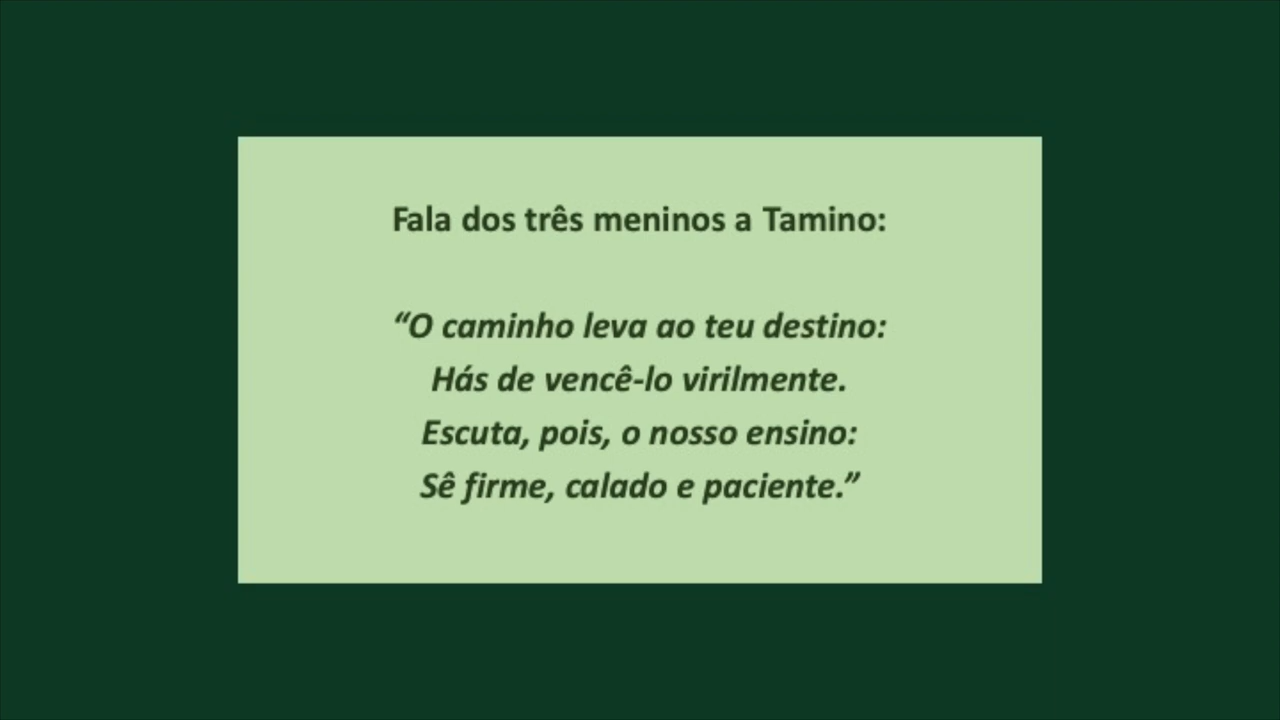 Fala dos três meninos a Tamino:
“O caminho leva ao teu destino:
Hás de vencê-lo virilmente.
Escuta, pois, o nosso ensino:
Sê firme, calado e paciente.”